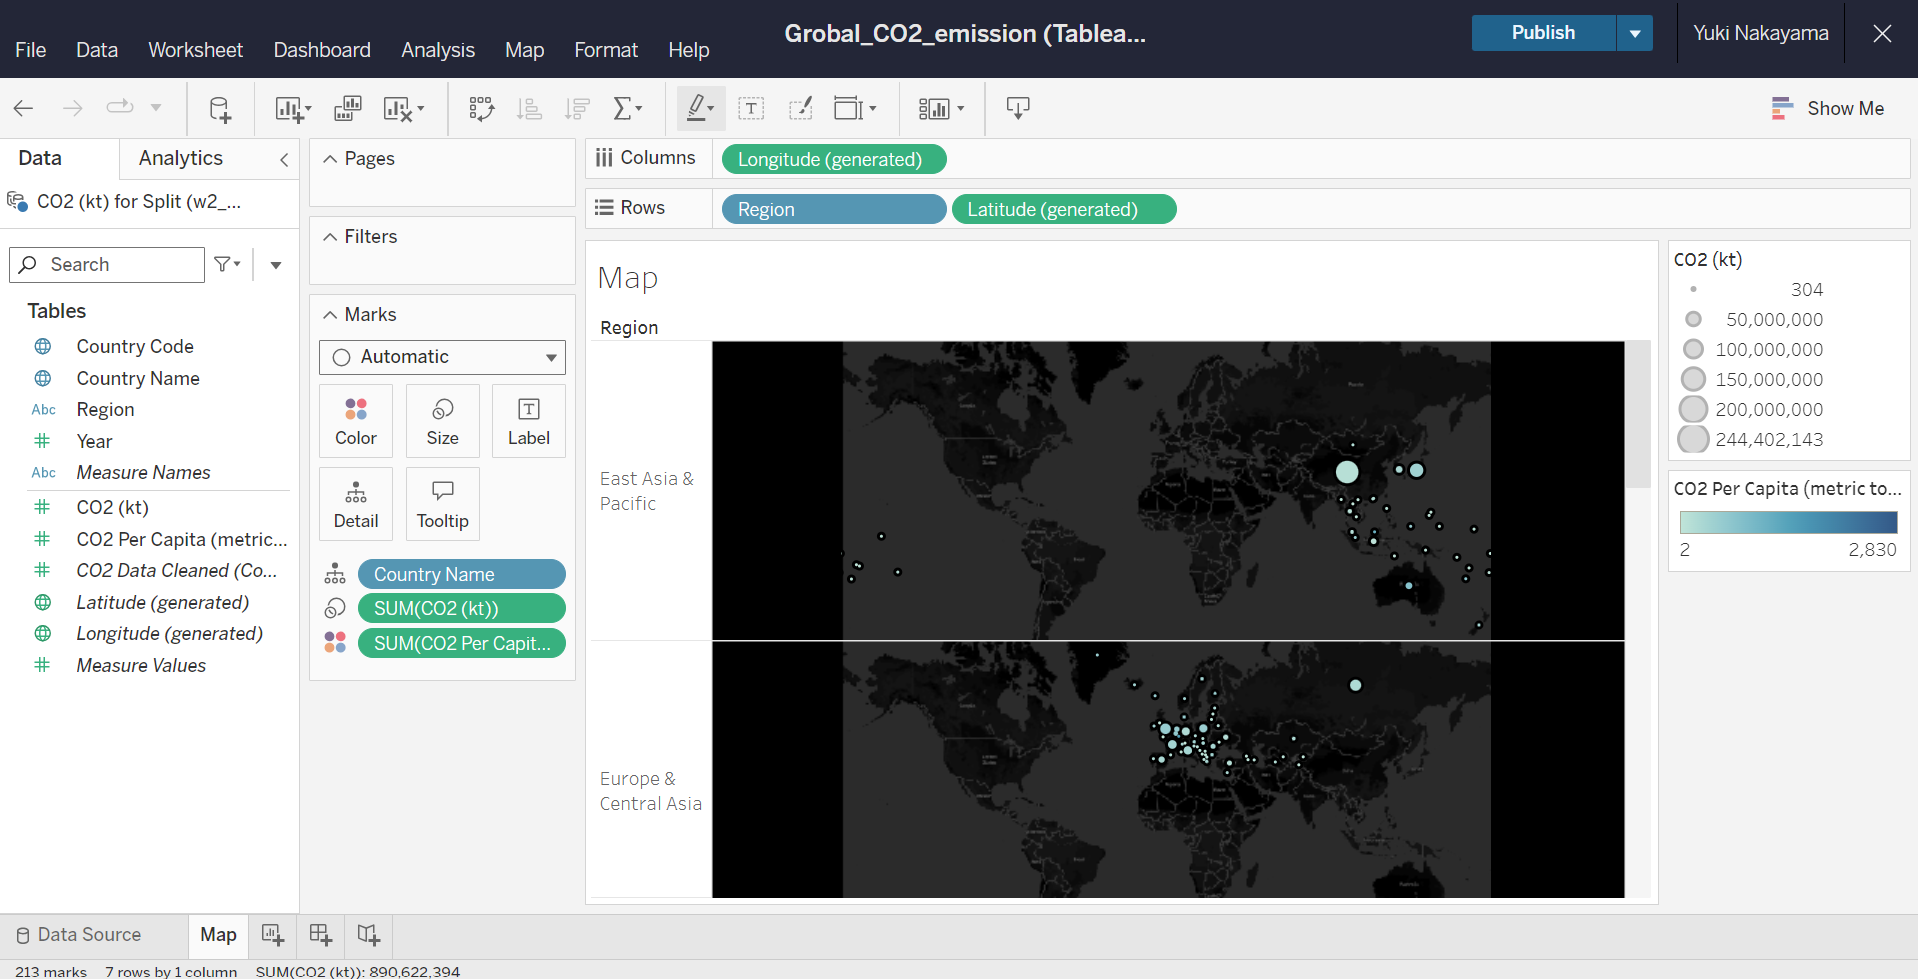 Grobal_CO2_emission (Tablea...
Publish
Yuki Nakayama
File Data Worksheet Dashboard Analysis Map Format Help
Show Me
Data
Analytics
CO2 (kt) for Split (w2_...
Search
Tables
Country Code
Country Name
Abc Region
Year
Abc Measure Names
CO2 (kt)
CO2 Per Capita (metric...
CO2 Data Cleaned (Co...
Latitude (generated)
Longitude (generated)
Measure Values
Pages
Filters
Marks
Automatic
Color
Size
Label
Detail
Tooltip
Country Name
SUM(CO2 (kt))
SUM(CO2 Per Capit...
Columns
Longitude (generated)
Rows
Region
Latitude (generated)
Map
Region
East Asia &
Pacific
Europe &
Central Asia
CO2 (kt)
304
50,000,000
100,000,000
150,000,000
200,000,000
244,402,143
CO2 Per Capita (metric to...
2
2,830
Data Source
Map
213 marks 7 rows by 1 column SUM(CO2 (kt)): 890,622,394